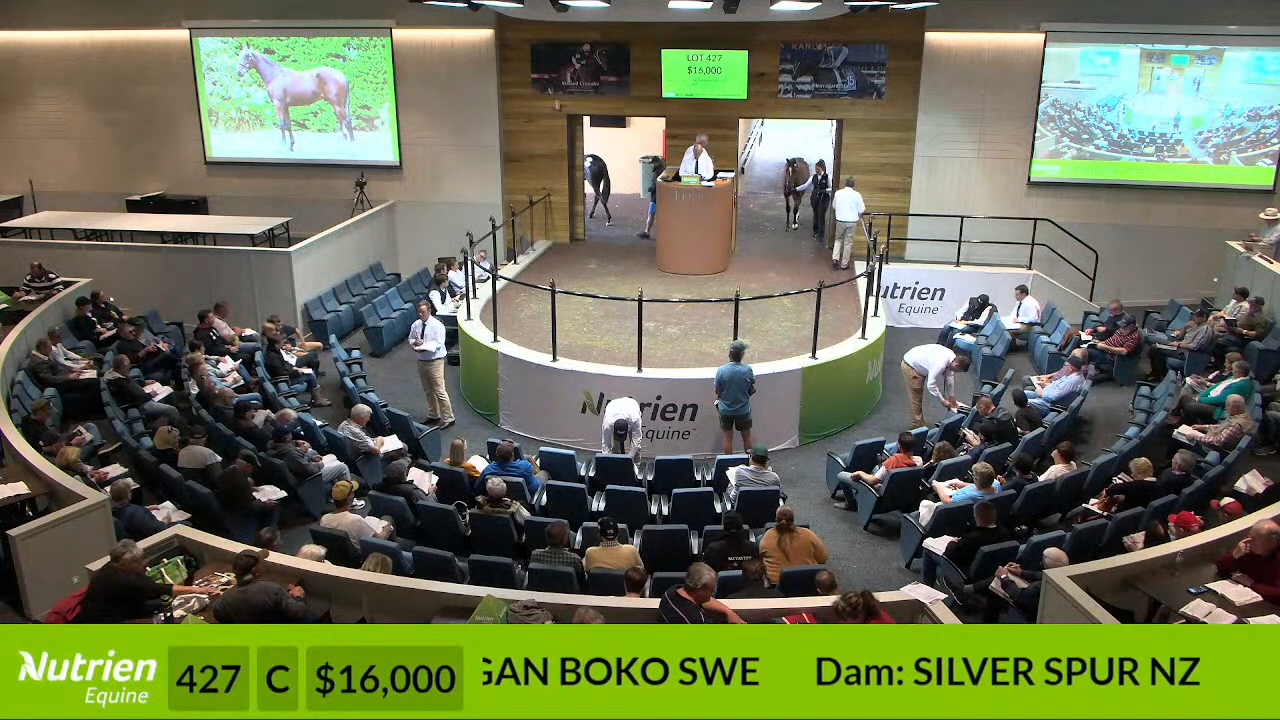 LOT 427
$16,000
Nutrien
Equine
Nutrien
Equine
Nutrien
Equine
427 C $16,000 GAN BOKO SWE Dam: SILVER SPUR NZ